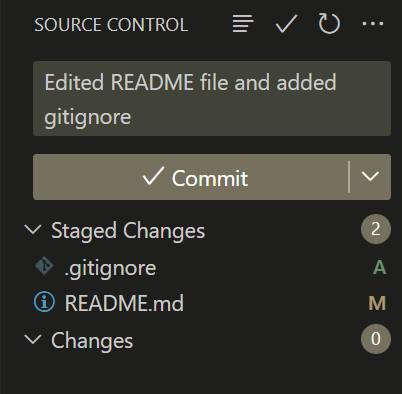 SOURCE CONTROL
Edited README file and added
gitignore
Commit
Staged Changes 2
.gitignore A
README.md M
Changes 0